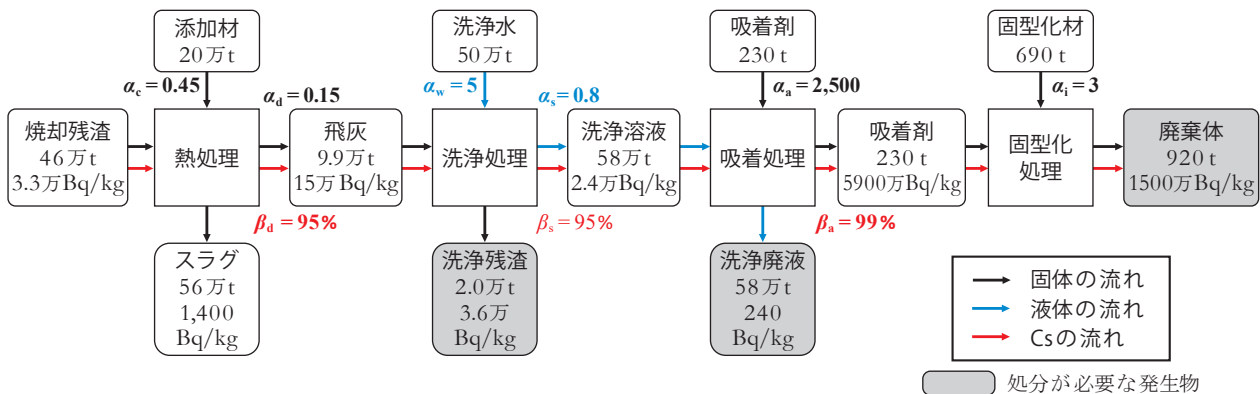 添加材
20万t
洗浄水
50万t
吸着剤
230 t
固型化材
690 t
αc = 0.45
αd = 0.15
αw = 5
αs = 0.8
αa = 2,500
αi = 3
焼却残渣
46万t
3.3万Bq/kg
熱処理
飛灰
9.9万t
15万Bq/kg
洗浄処理
洗浄溶液
58万t
2.4万Bq/kg
吸着処理
吸着剤
230 t
5900万Bq/kg
固型化
処理
廃棄体
920 t
1500万Bq/kg
βd = 95%
βs = 95%
βa = 99%
スラグ
56万t
1,400
Bq/kg
洗浄残渣
2.0万t
3.6万
Bq/kg
洗浄廃液
58万t
240
Bq/kg
固体の流れ
液体の流れ
Csの流れ
処分が必要な発生物